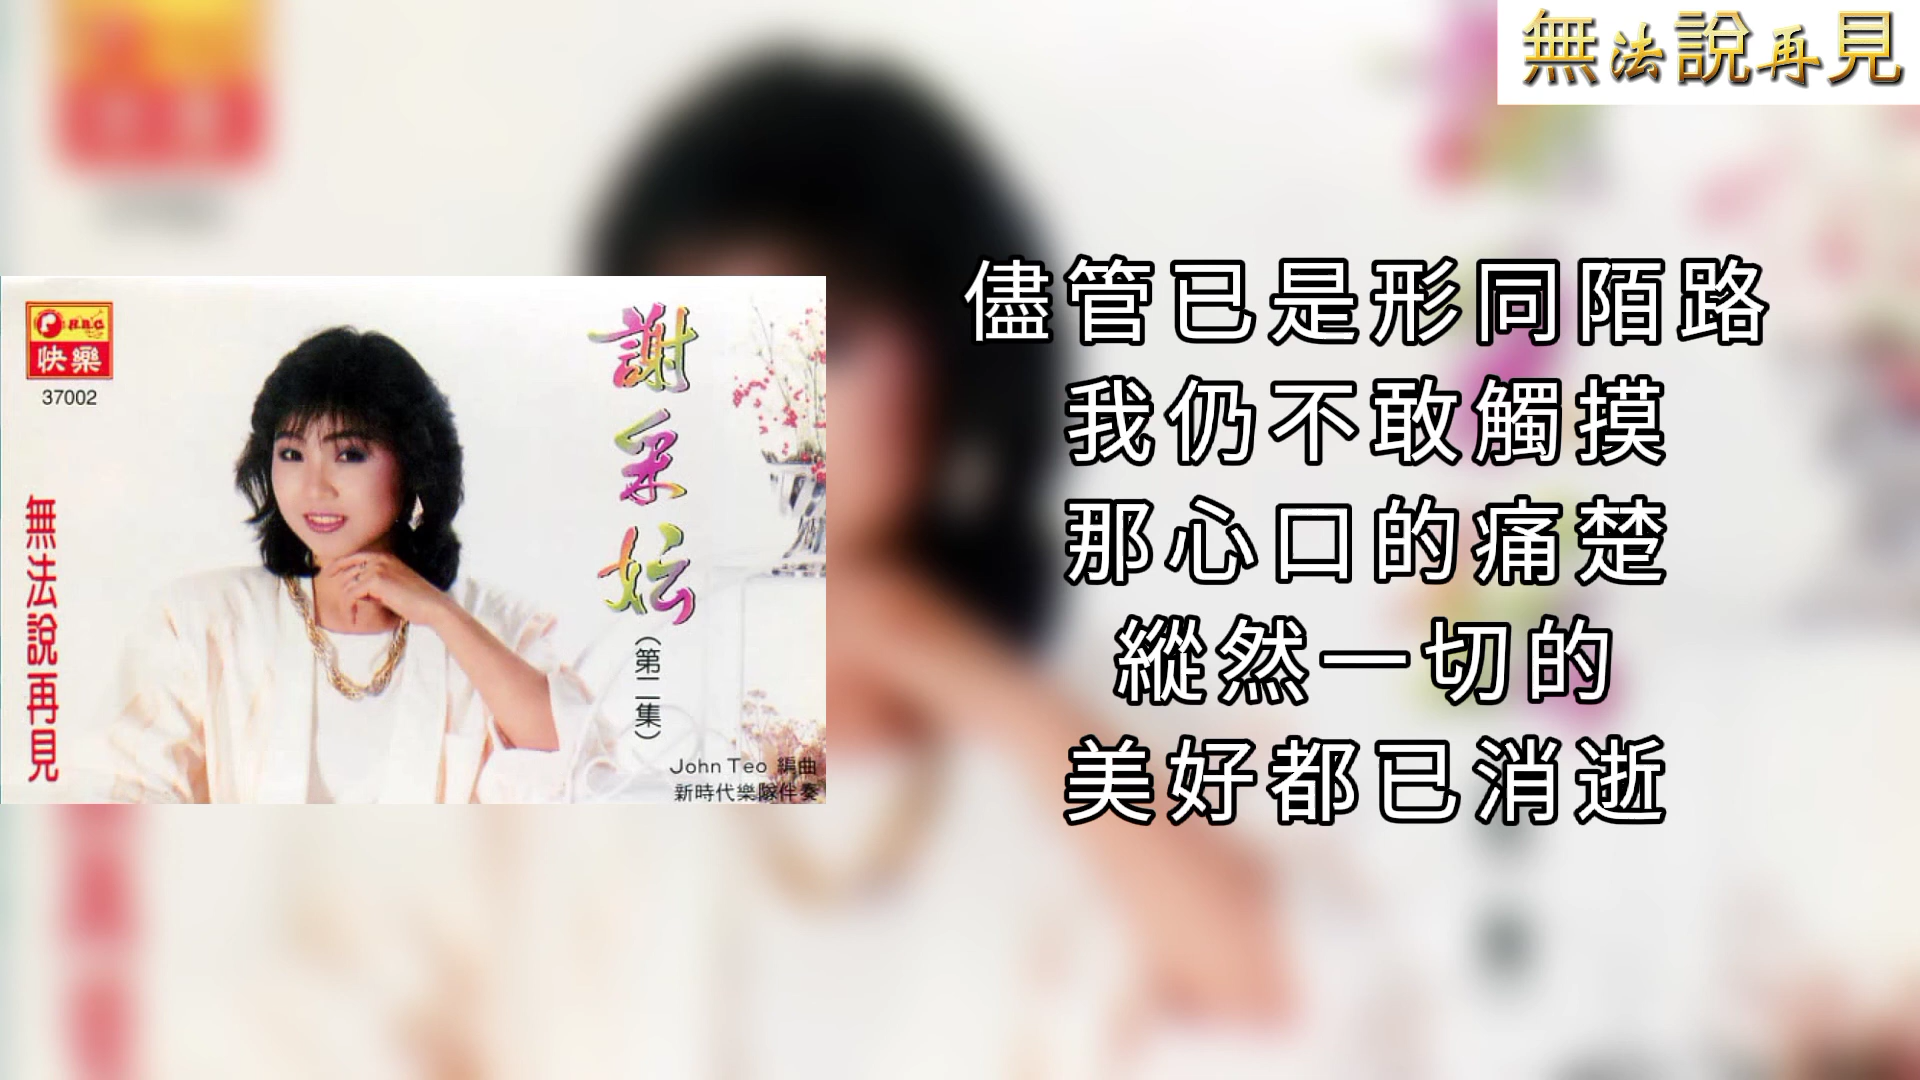 無法說再見
P H.R.C.
快樂
37002
無法說再見
謝采妘
（第二集）
John Teo 編曲
新時代樂隊伴奏
儘管已是形同陌路
我仍不敢觸摸
那心口的痛楚
縱然一切的
美好都已消逝